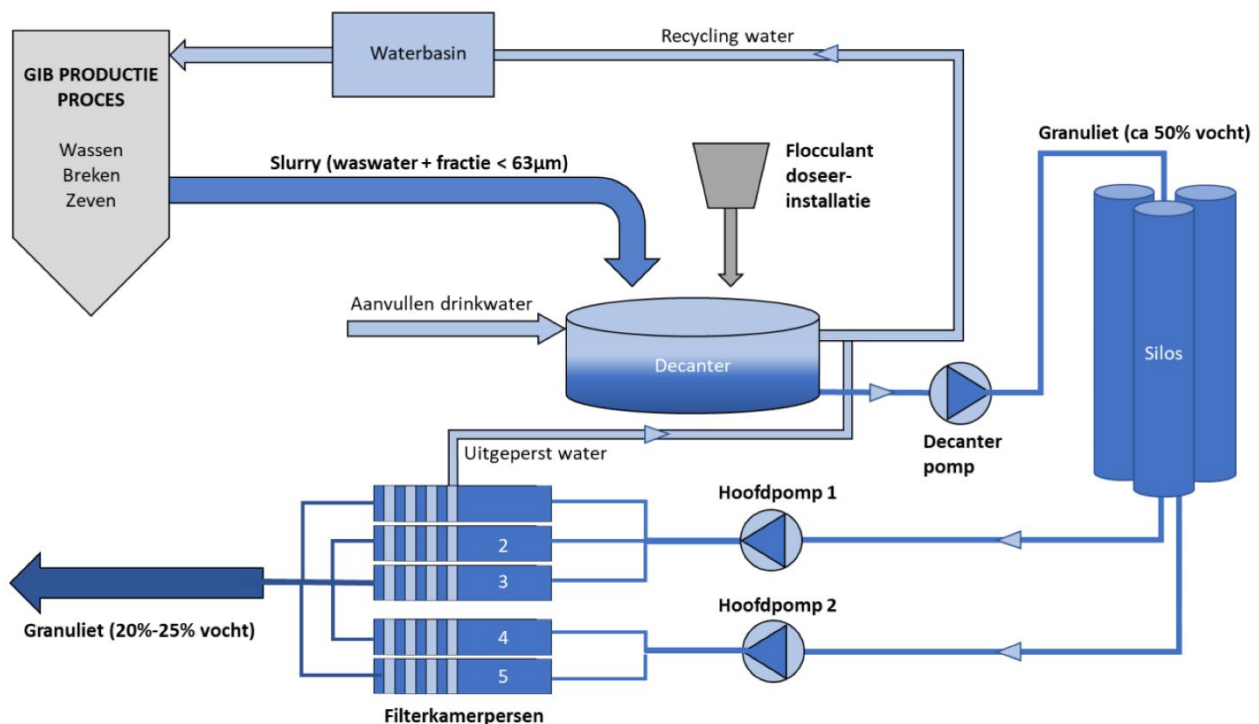 Recycling water
Waterbasin
GIB PRODUCTIE
PROCES
Wassen
Breken
Zeven
Slurry (waswater + fractie < 63µm)
Flocculant
doseer-
installatie
Granuliet (ca 50% vocht)
Aanvullen drinkwater
Decanter
Silos
Decanter
pomp
Uitgeperst water
Hoofdpomp 1
2
3
Hoofdpomp 2
4
5
Granuliet (20%-25% vocht)
Filterkamerpersen